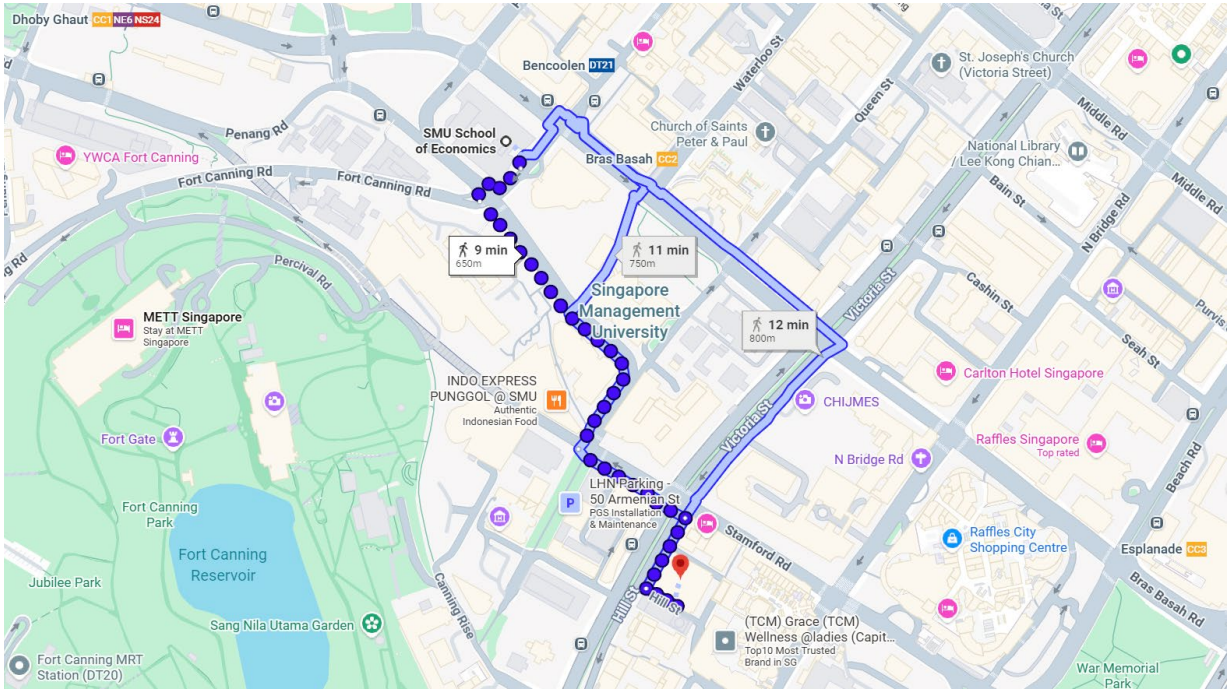 Dhoby Ghaut CC1 NE6 NS24
Bencoolen DT21
Waterloo St
St. Joseph's Church
(Victoria Street)
Queen St
Middle Rd
Penang Rd
SMU School
of Economics
Church of Saints
Peter & Paul
National Library
/ Lee Kong Chian...
YWCA Fort Canning
Bras Basah CC2
Fort Canning Rd
Fort Canning Rd
Bain St
Middle Rd
N Bridge Rd
9 min
650m
11 min
750m
Percival Rd
Victoria St
Cashin St
Purvis
Singapore
Management
University
METT Singapore
Stay at METT
Singapore
12 min
800m
Seah St
Carlton Hotel Singapore
INDO EXPRESS
PUNGGOL @ SMU
Authentic
Indonesian Food
CHIJMES
Victoria St
Fort Gate
N Bridge Rd
Raffles Singapore
Top rated
Beach Rd
LHN Parking -
50 Armenian St
PGS Installation
& Maintenance
P
Fort Canning
Park
Stamford Rd
Raffles City
Shopping Centre
Esplanade CC3
Fort Canning
Reservoir
Jubilee Park
Canning Rise
Hill St
Hill St
Bras Basah Rd
Sang Nila Utama Garden
(TCM) Grace (TCM)
Wellness @ladies (Capit...
Top10 Most Trusted
Brand in SG
Fort Canning MRT
Station (DT20)
War Memorial
Park